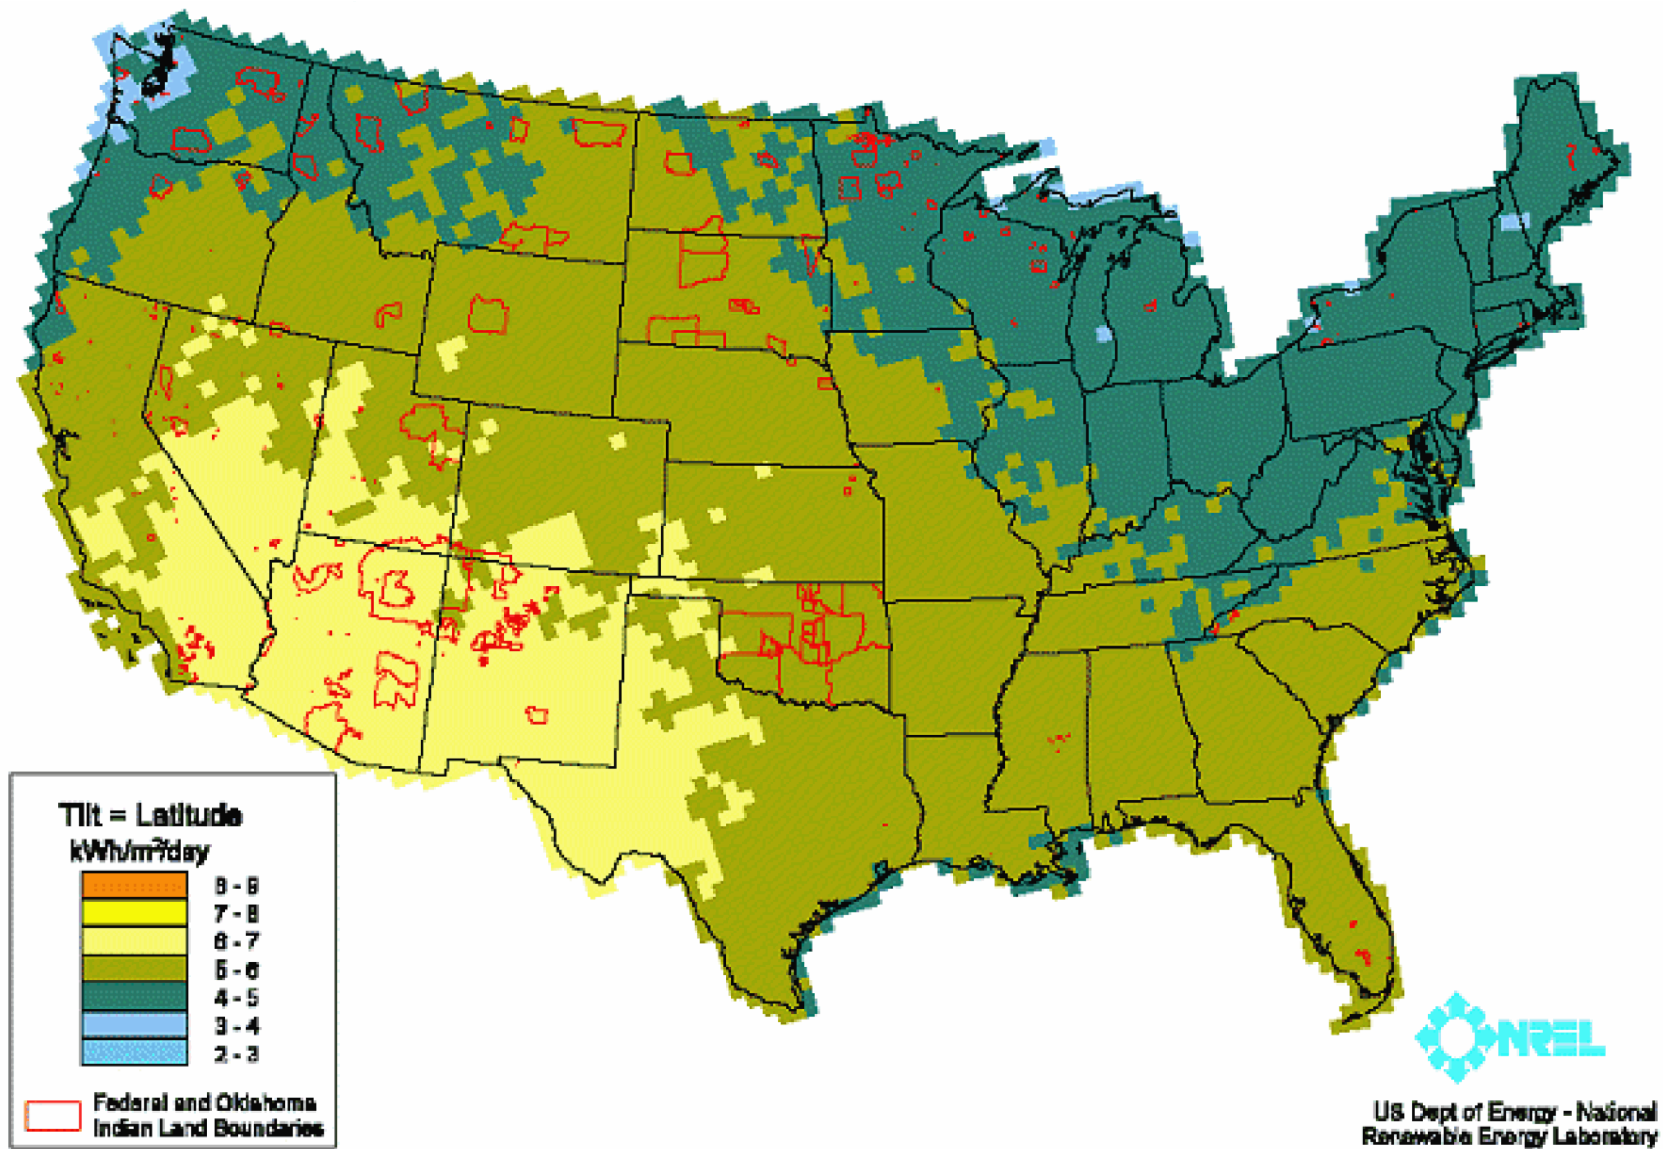 Tilt = Latitude
kWh/m²/day
8 - 9
7 - 8
6 - 7
5 - 6
4 - 5
3 - 4
2 - 3
Federal and Oklahoma
Indian Land Boundaries
NREL
US Dept of Energy - National
Renewable Energy Laboratory